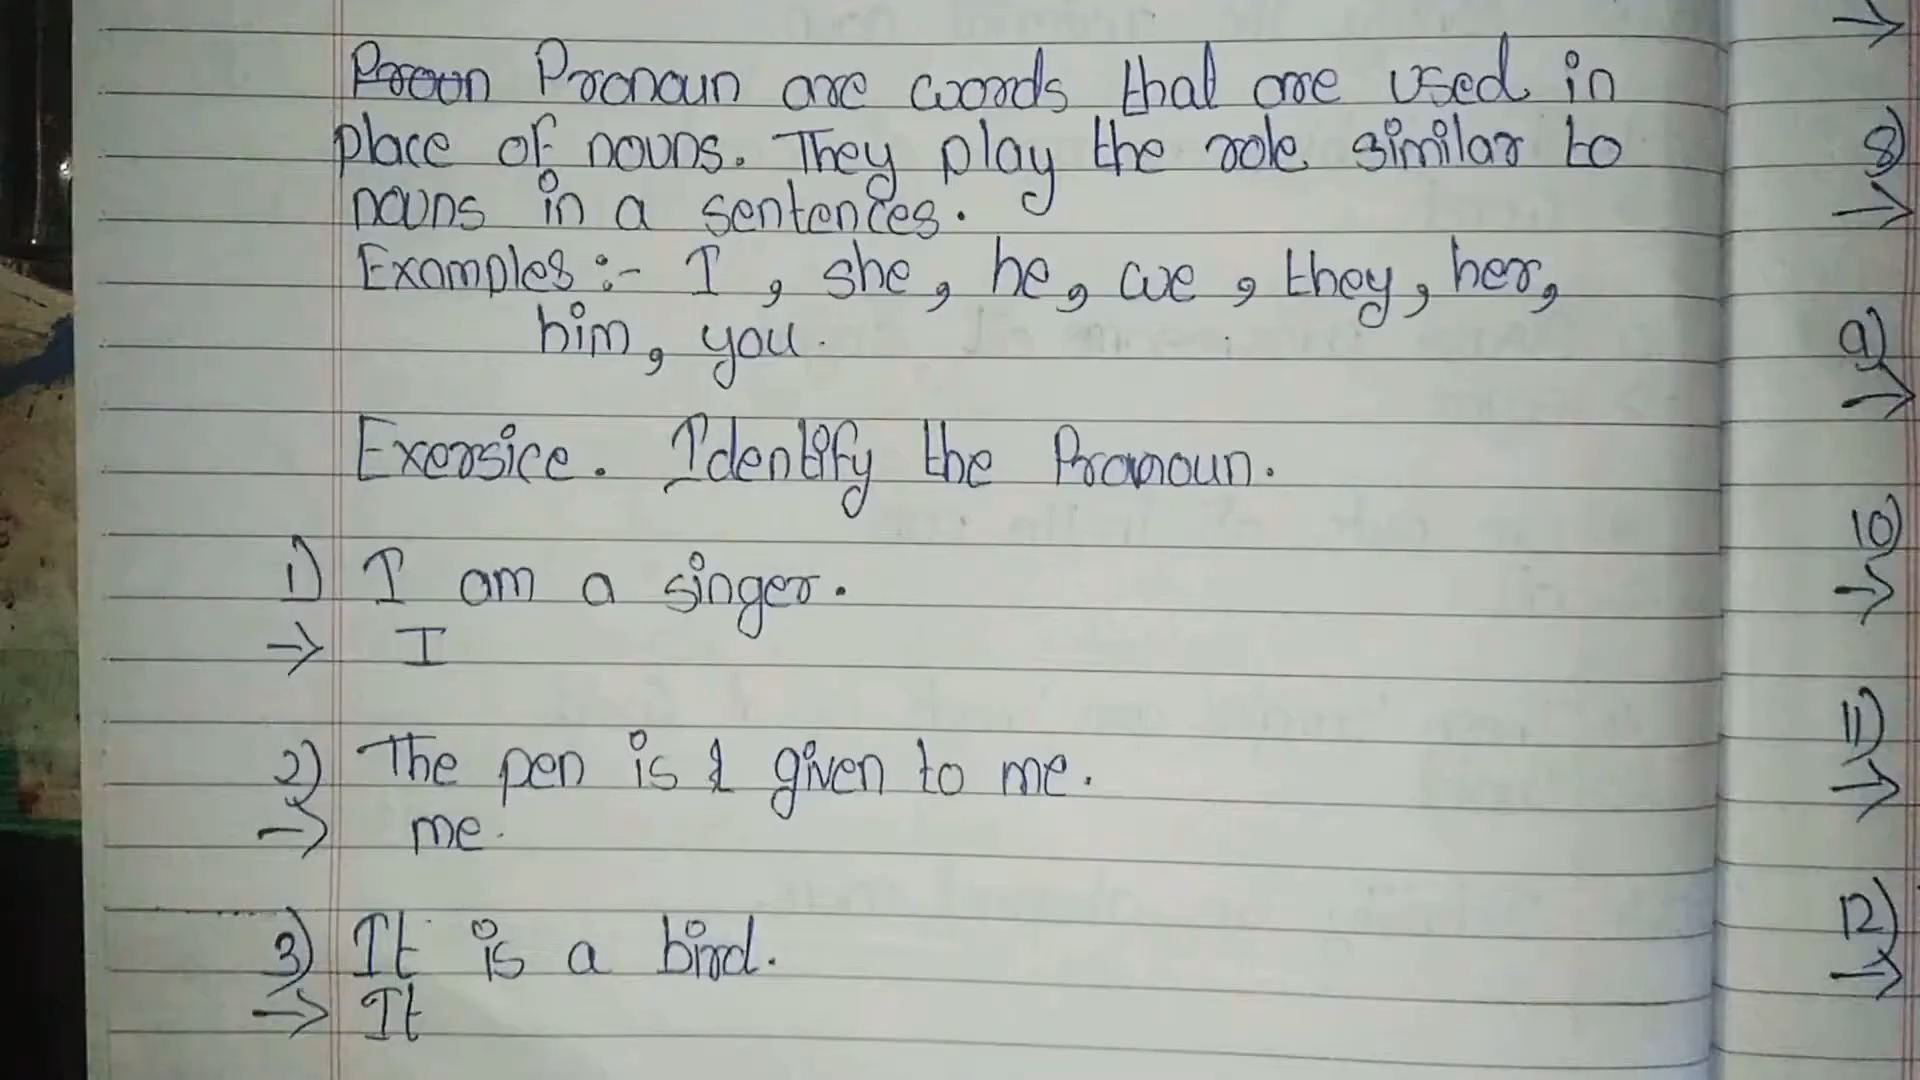 Pronoun are words that are used in
place of nouns. They play the role similar to
nouns in a sentences.
Examples :- I, she, he, we, they, her,
him, you.
Exersice. Identify the Pronoun.
1) I am a singer.
→ I
2) The pen is given to me.
→ me.
3) It is a bird.
→ It
→
8)
→
9)
→
10)
→
11)
→
12)
→